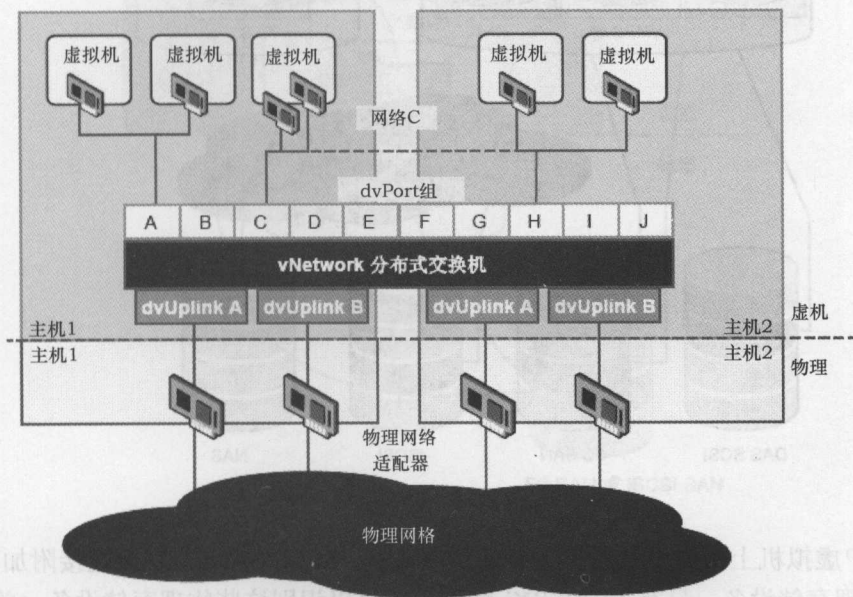 虚拟机
虚拟机
虚拟机
虚拟机
虚拟机
网络C
dvPort组
A B C D E F G H I J
vNetwork 分布式交换机
dvUplink A
dvUplink B
dvUplink A
dvUplink B
主机1
主机2
虚机
主机1
主机2
物理
物理网络
适配器
物理网格